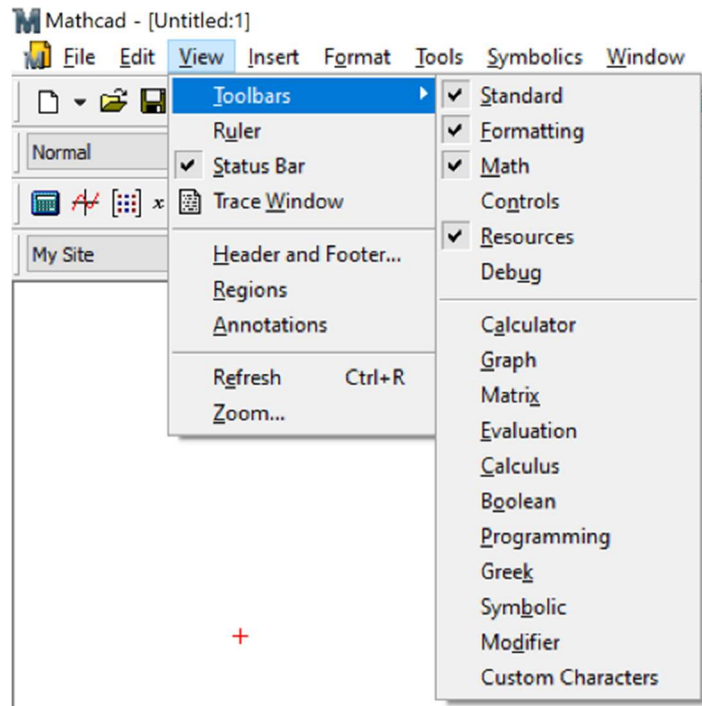 Mathcad - [Untitled:1]
File Edit View Insert Format Tools Symbolics Window
Toolbars
Ruler
Status Bar
Trace Window
Header and Footer...
Regions
Annotations
Refresh Ctrl+R
Zoom...
Standard
Formatting
Math
Controls
Resources
Debug
Calculator
Graph
Matrix
Evaluation
Calculus
Boolean
Programming
Greek
Symbolic
Modifier
Custom Characters
Normal
x
My Site